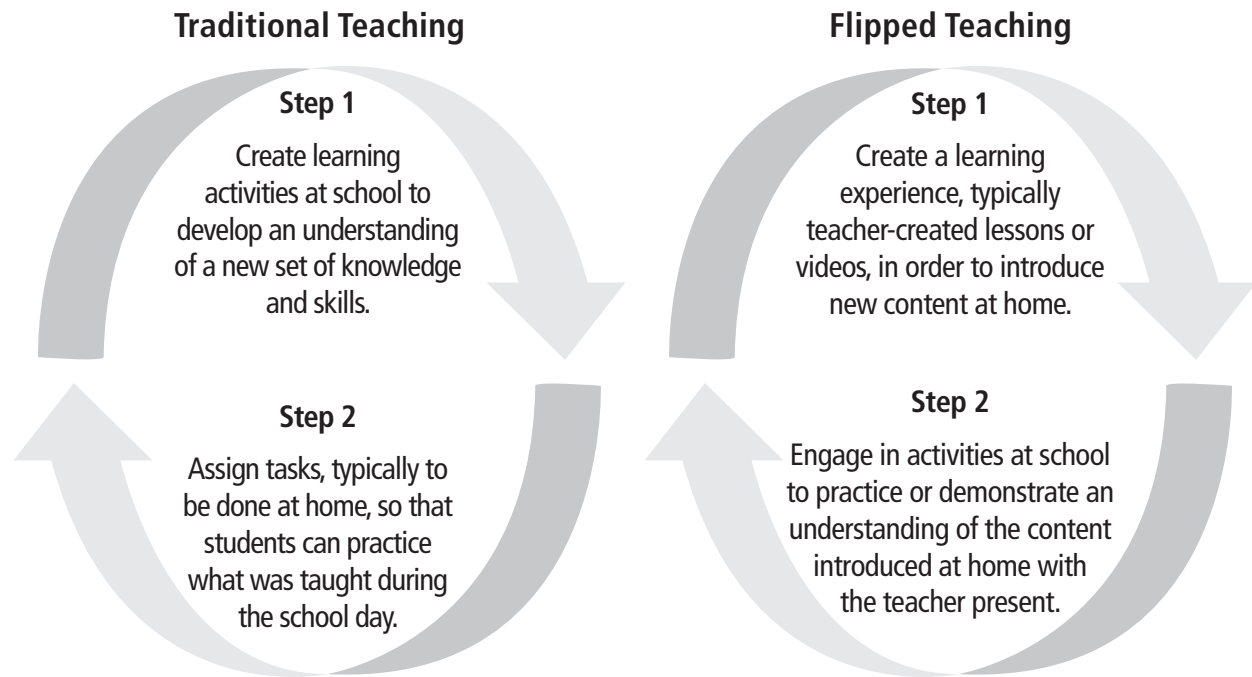 Traditional Teaching
Step 1
Create learning
activities at school to
develop an understanding
of a new set of knowledge
and skills.
Step 2
Assign tasks, typically to
be done at home, so that
students can practice
what was taught during
the school day.
Flipped Teaching
Step 1
Create a learning
experience, typically
teacher-created lessons or
videos, in order to introduce
new content at home.
Step 2
Engage in activities at school
to practice or demonstrate an
understanding of the content
introduced at home with
the teacher present.